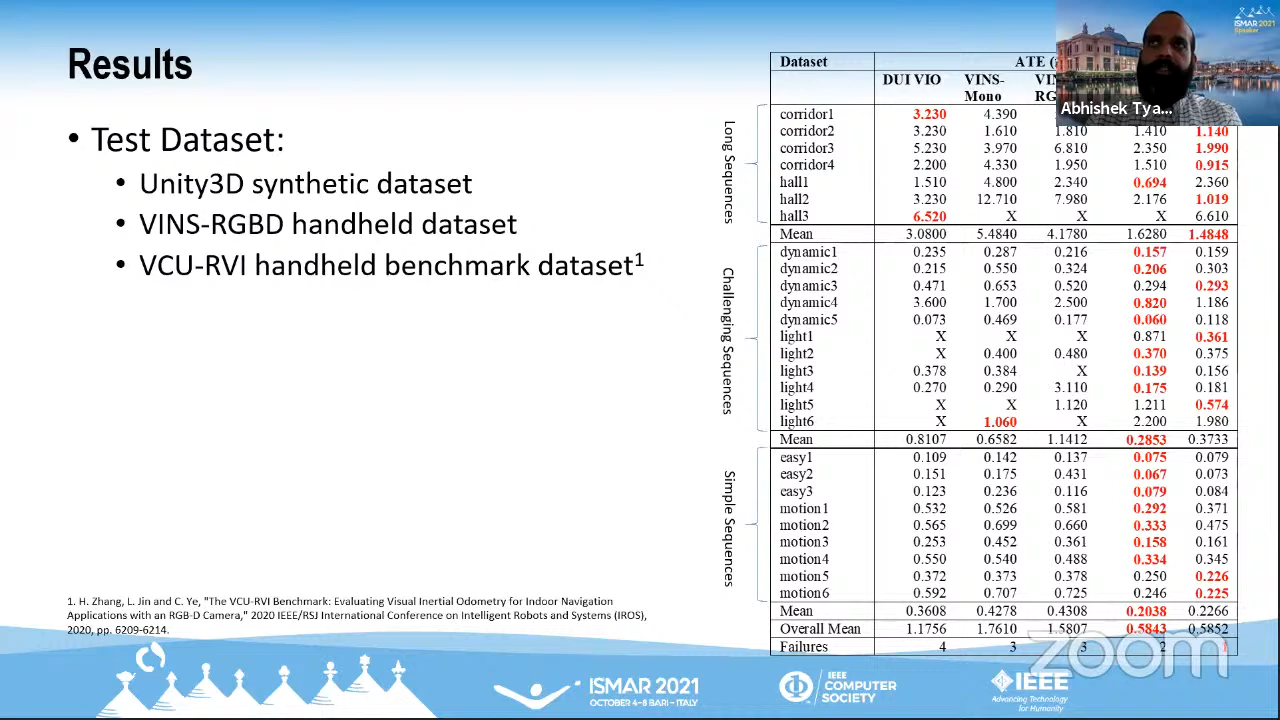 Results
• Test Dataset:
• Unity3D synthetic dataset
• VINS-RGBD handheld dataset
• VCU-RVI handheld benchmark dataset1
1. H. Zhang, L. Jin and C. Ye, "The VCU-RVI Benchmark: Evaluating Visual Inertial Odometry for Indoor Navigation
Applications with an RGB-D Camera," 2020 IEEE/RSJ International Conference on Intelligent Robots and Systems (IROS),
2020, pp. 6209-6214.
Long Sequences
Challenging Sequences
Simple Sequences
Dataset ATE
DUI VIO VINS-
Mono
corridor1 3.230 4.390
corridor2 3.230 1.610 1.810 1.410 1.140
corridor3 5.230 3.970 6.810 2.350 1.990
corridor4 2.200 4.330 1.950 1.510 0.915
hall1 1.510 4.800 2.340 0.694 2.360
hall2 3.230 12.710 7.980 2.176 1.019
hall3 6.520 X X X 6.610
Mean 3.0800 5.4840 4.1780 1.6280 1.4848
dynamic1 0.235 0.287 0.216 0.157 0.159
dynamic2 0.215 0.550 0.324 0.206 0.303
dynamic3 0.471 0.653 0.520 0.294 0.293
dynamic4 3.600 1.700 2.500 0.820 1.186
dynamic5 0.073 0.469 0.177 0.060 0.118
light1 X X X 0.871 0.361
light2 X 0.400 0.480 0.370 0.375
light3 0.378 0.384 X 0.139 0.156
light4 0.270 0.290 3.110 0.175 0.181
light5 X X 1.120 1.211 0.574
light6 X 1.060 X 2.200 1.980
Mean 0.8107 0.6582 1.1412 0.2853 0.3733
easy1 0.109 0.142 0.137 0.075 0.079
easy2 0.151 0.175 0.431 0.067 0.073
easy3 0.123 0.236 0.116 0.079 0.084
motion1 0.532 0.526 0.581 0.292 0.371
motion2 0.565 0.699 0.660 0.333 0.475
motion3 0.253 0.452 0.361 0.158 0.161
motion4 0.550 0.540 0.488 0.334 0.345
motion5 0.372 0.373 0.378 0.250 0.226
motion6 0.592 0.707 0.725 0.246 0.225
Mean 0.3608 0.4278 0.4308 0.2038 0.2266
Overall Mean 1.1756 1.7610 1.5807 0.5843 0.5852
Failures 4 3 3 2 1
ISMAR 2021
Speaker
Abhishek Tya...
zoom
ISMAR 2021
OCTOBER 4-8 BARI - ITALY
IEEE
COMPUTER
SOCIETY
IEEE
Advancing Technology
for Humanity